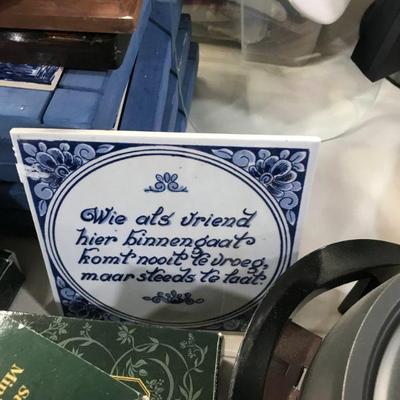 Wie als vriend
hier binnengaat
komt nooit te vroeg,
maar steeds te laat.